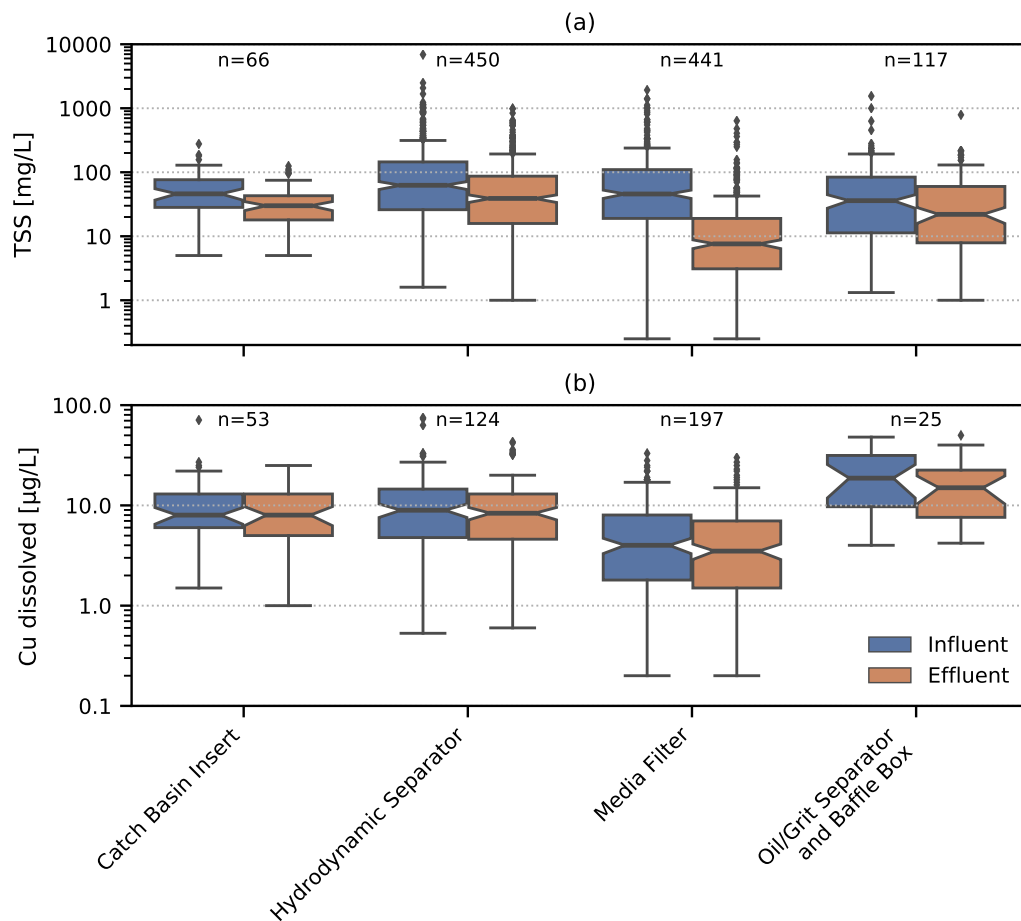 (a)
TSS [mg/L]
10000
1000
100
10
1
n=66
n=450
n=441
n=117
(b)
Cu dissolved [µg/L]
100.0
10.0
1.0
0.1
n=53
n=124
n=197
n=25
Influent
Effluent
Catch Basin Insert
Hydrodynamic Separator
Media Filter
Oil/Grit Separator
and Baffle Box